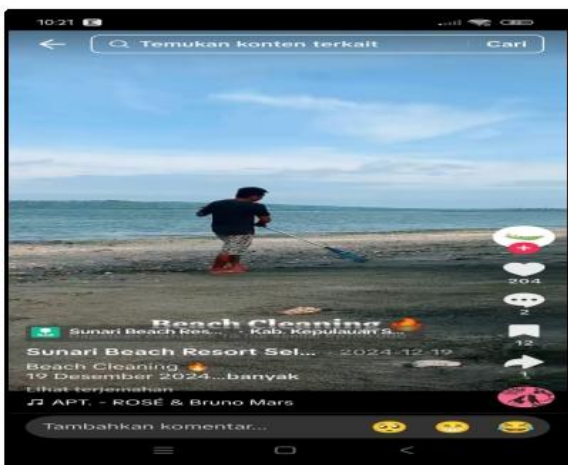 10:21
Temukan konten terkait
Cari
204
2
12
1
Beach Cleaning 🔥
Sunari Beach Res... · Kab. Kepulauan S...
Sunari Beach Resort Sel... · 2024-12-19
Beach Cleaning 🔥
19 Desember 2024...banyak
Lihat terjemahan
APT. - ROSÉ & Bruno Mars
Tambahkan komentar...